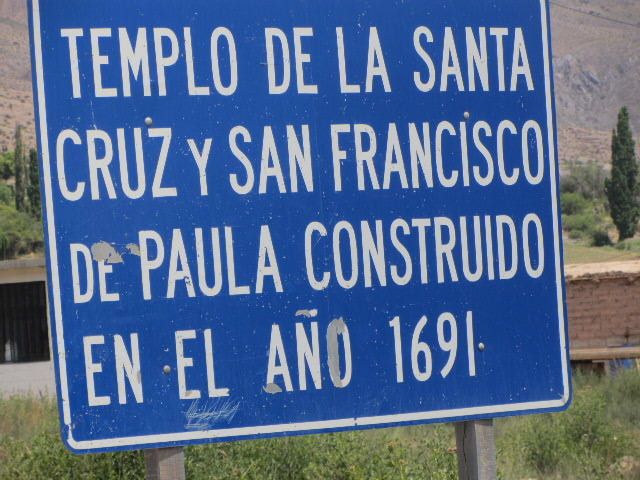 TEMPLO DE LA SANTA
CRUZ Y SAN FRANCISCO
DE PAULA CONSTRUIDO
EN EL AÑO 1691